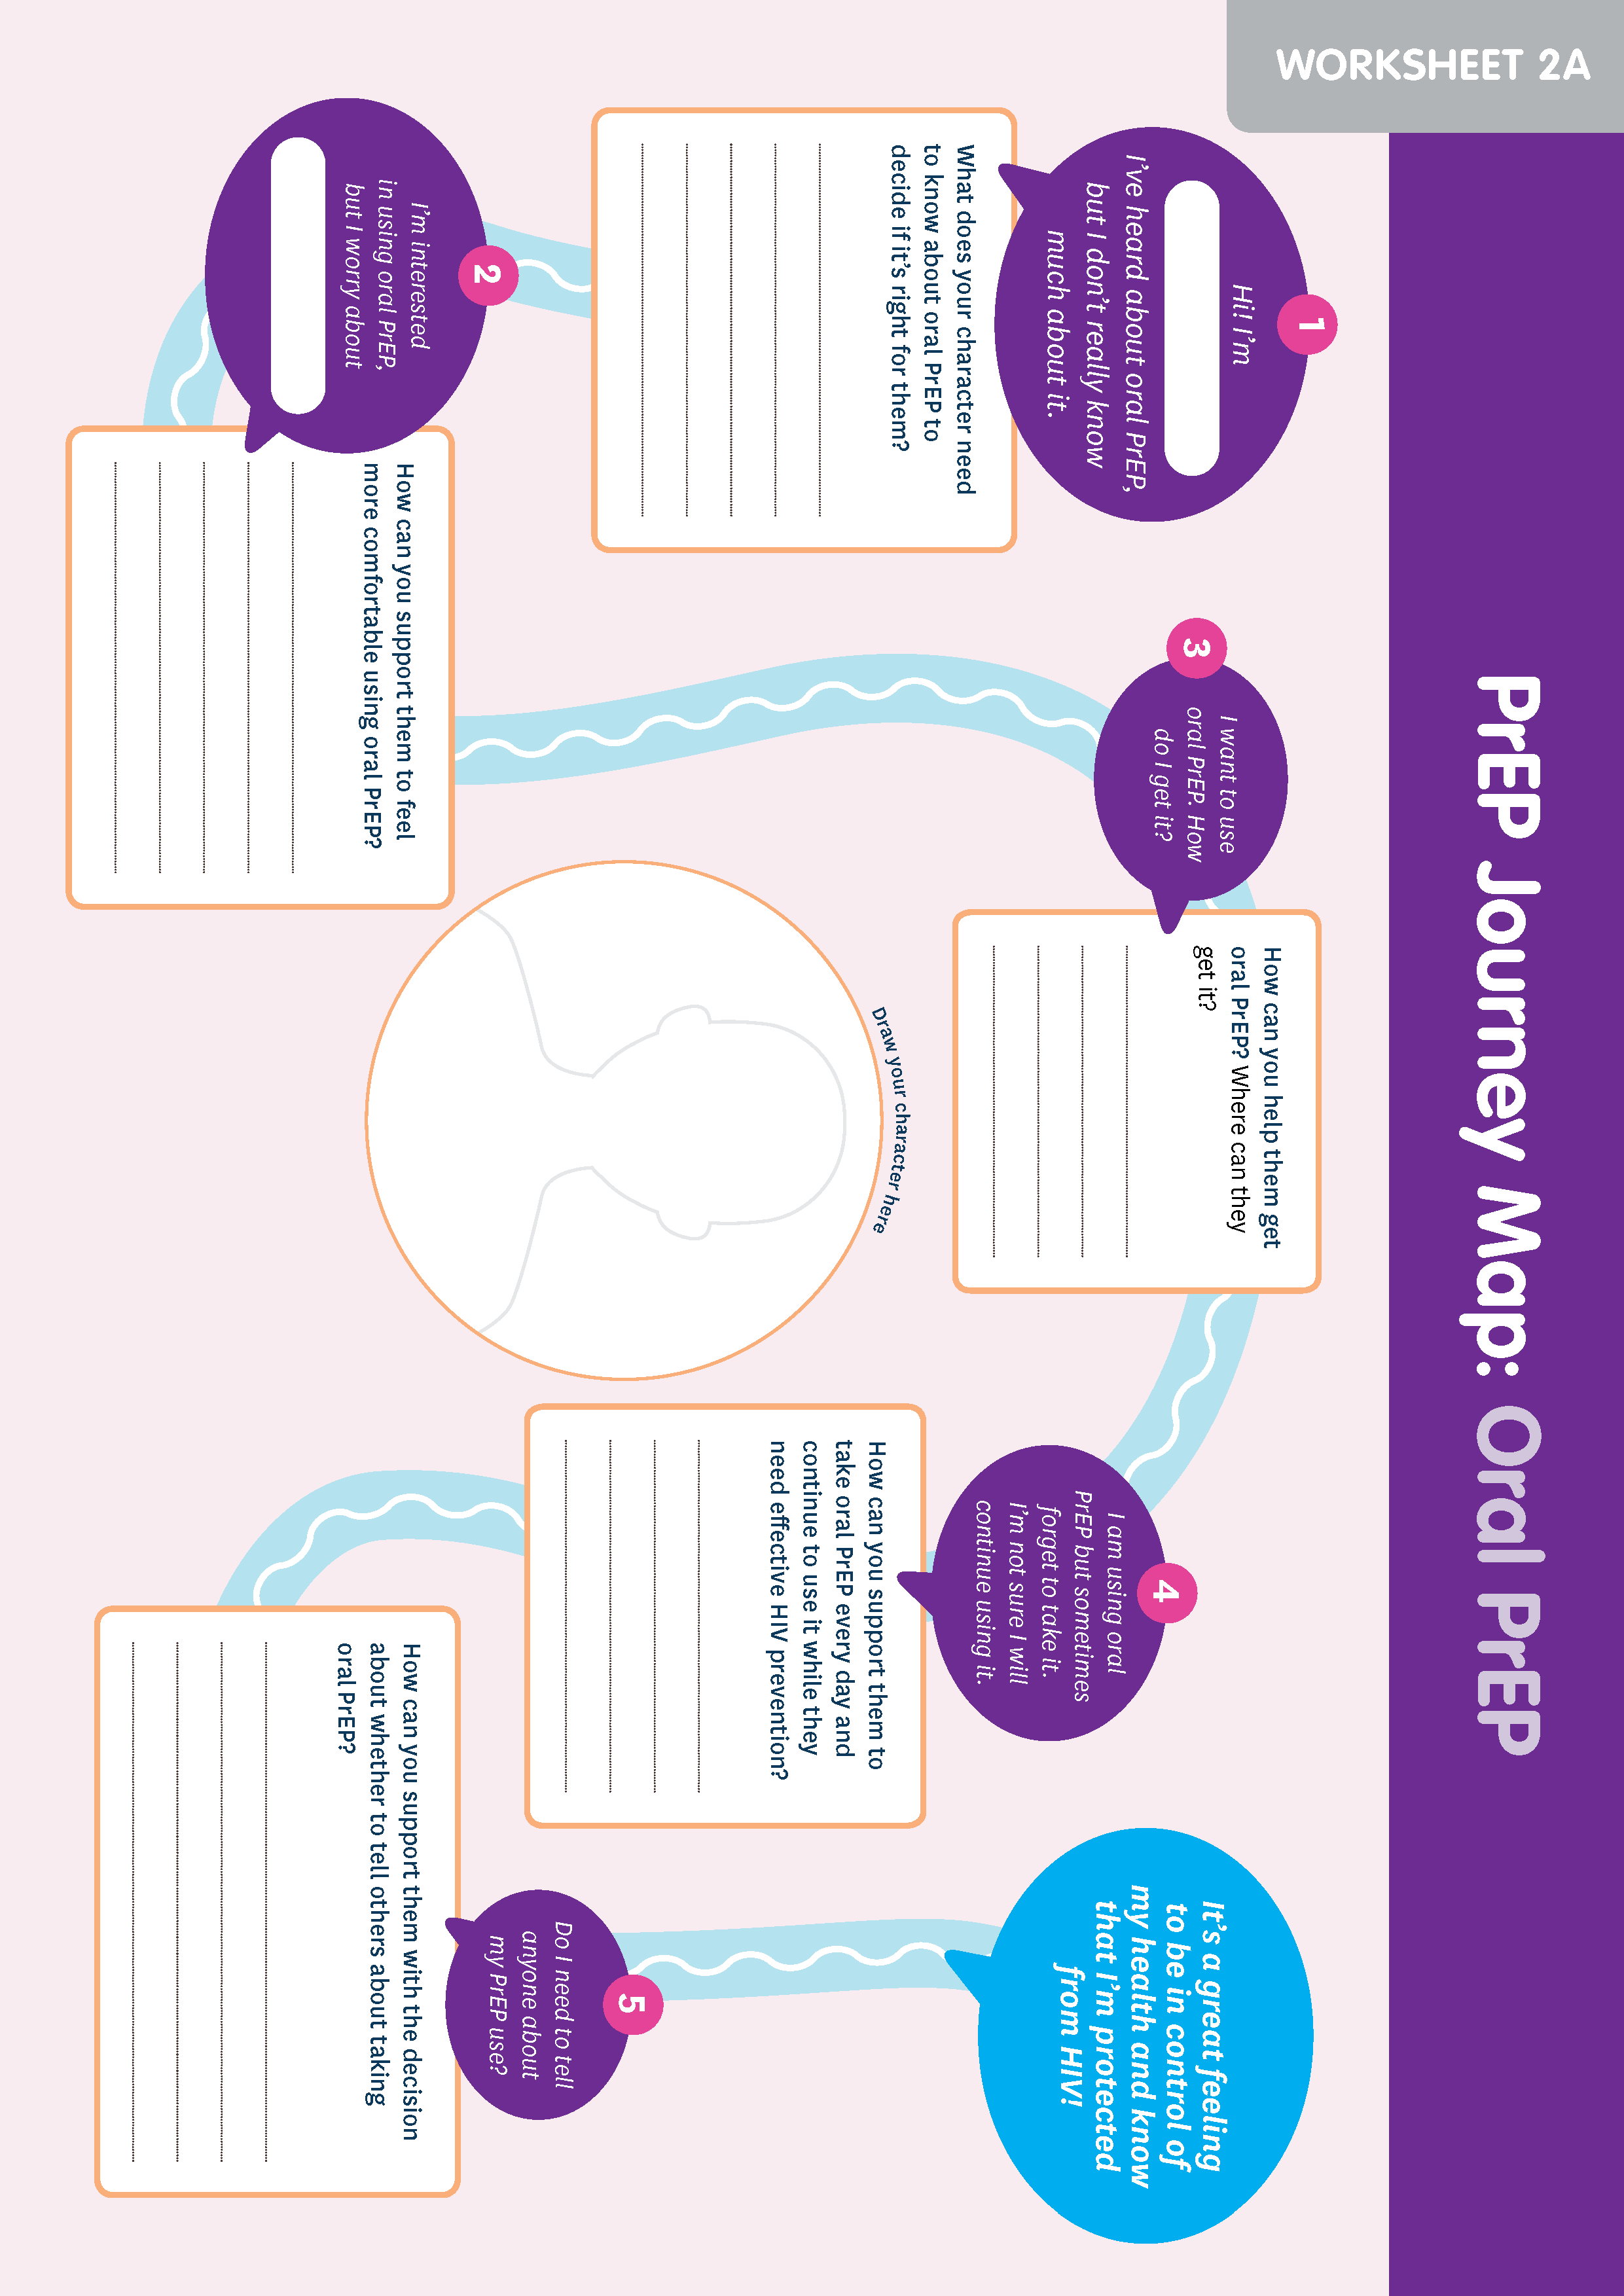 WORKSHEET 2A
PrEP Journey Map: Oral PrEP
1
Hi! I'm
I've heard about oral PrEP,
but I don't really know
much about it.
What does your character need
to know about oral PrEP to
decide if it's right for them?
2
I'm interested
in using oral PrEP,
but I worry about
How can you support them to feel
more comfortable using oral PrEP?
3
I want to use
oral PrEP. How
do I get it?
How can you help them get
oral PrEP? Where can they
get it?
Draw your character here
4
I am using oral
PrEP but sometimes
forget to take it.
I'm not sure I will
continue using it.
How can you support them to
take oral PrEP every day and
continue to use it while they
need effective HIV prevention?
5
Do I need to tell
anyone about
my PrEP use?
How can you support them with the decision
about whether to tell others about taking
oral PrEP?
It's a great feeling
to be in control of
my health and know
that I'm protected
from HIV!